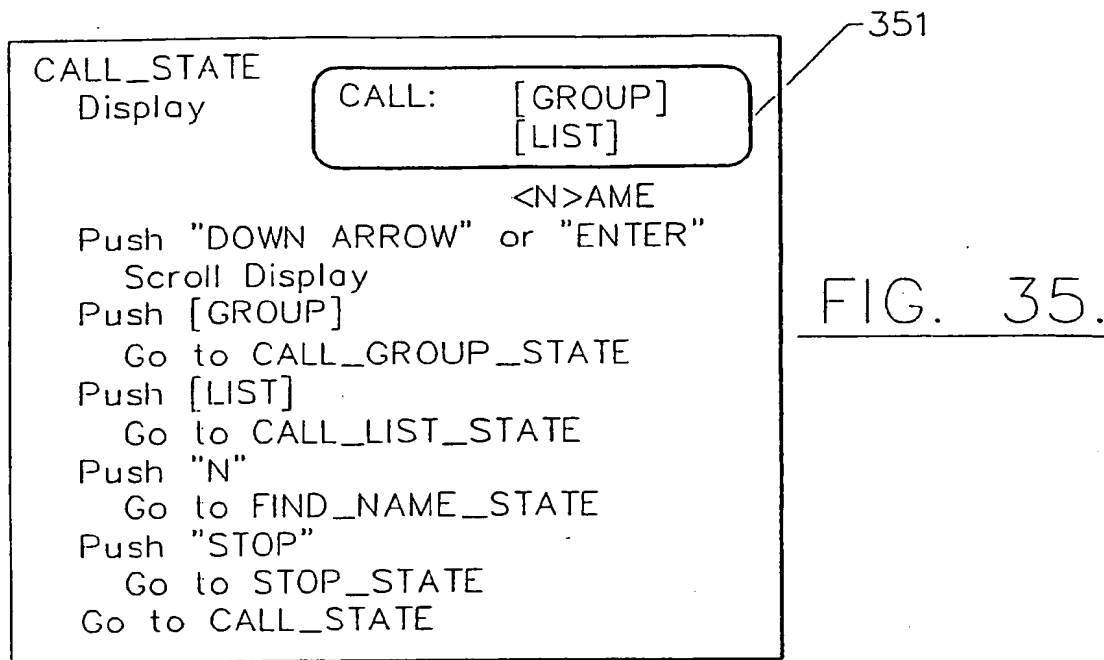 351
CALL_STATE
Display
CALL: [GROUP]
[LIST]
<N>AME
Push "DOWN ARROW" or "ENTER"
Scroll Display
Push [GROUP]
Go to CALL_GROUP_STATE
Push [LIST]
Go to CALL_LIST_STATE
Push "N"
Go to FIND_NAME_STATE
Push "STOP"
Go to STOP_STATE
Go to CALL_STATE
FIG. 35.